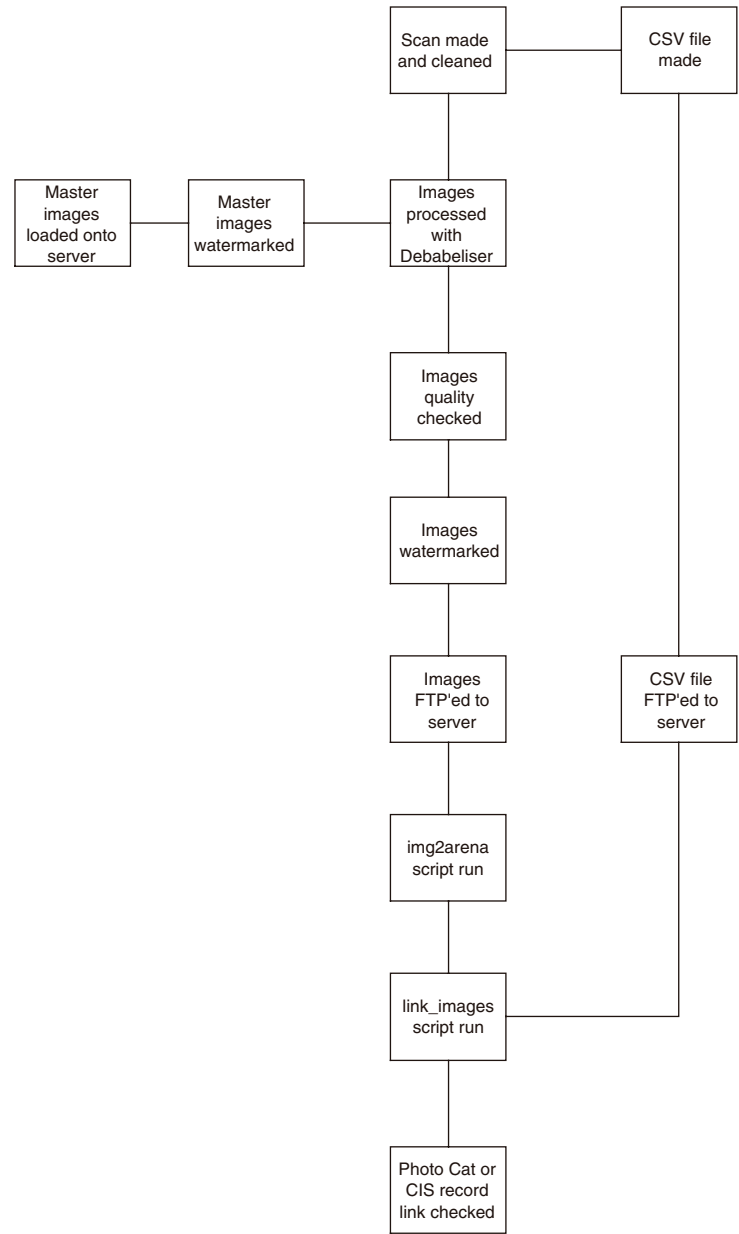 Scan made
and cleaned
CSV file
made
Master
images
loaded onto
server
Master
images
watermarked
Images
processed
with
Debabeliser
Images
quality
checked
Images
watermarked
Images
FTP'ed to
server
CSV file
FTP'ed to
server
img2arena
script run
link_images
script run
Photo Cat or
CIS record
link checked